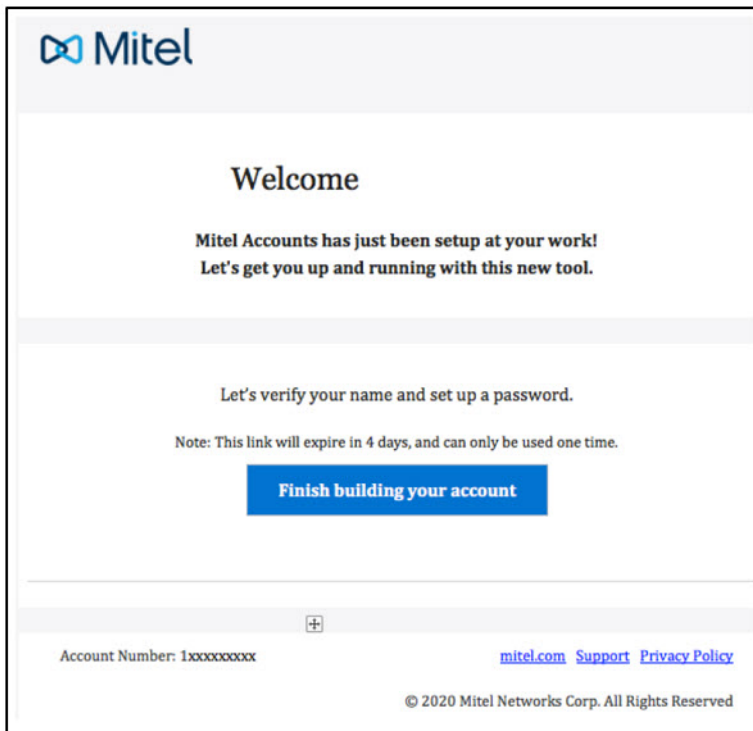 Mitel
Welcome
Mitel Accounts has just been setup at your work!
Let's get you up and running with this new tool.
Let's verify your name and set up a password.
Note: This link will expire in 4 days, and can only be used one time.
Finish building your account
Account Number: 1xxxxxxxxx
mitel.com Support Privacy Policy
© 2020 Mitel Networks Corp. All Rights Reserved